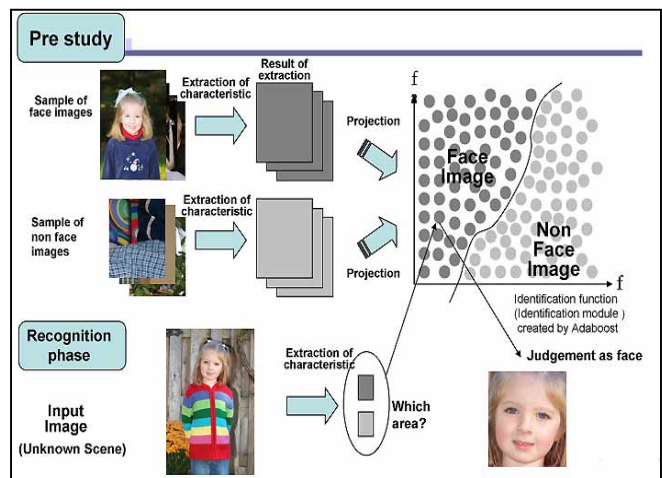 Pre study
Sample of
face images
Extraction of
characteristic
Result of
extraction
Projection
f
Face
Image
Sample of
non face
images
Extraction of
characteristic
Projection
Non
Face
Image
f
Identification function
(Identification module )
created by Adaboost
Recognition
phase
Input
Image
(Unknown Scene)
Extraction of
characteristic
Which
area?
Judgement as face